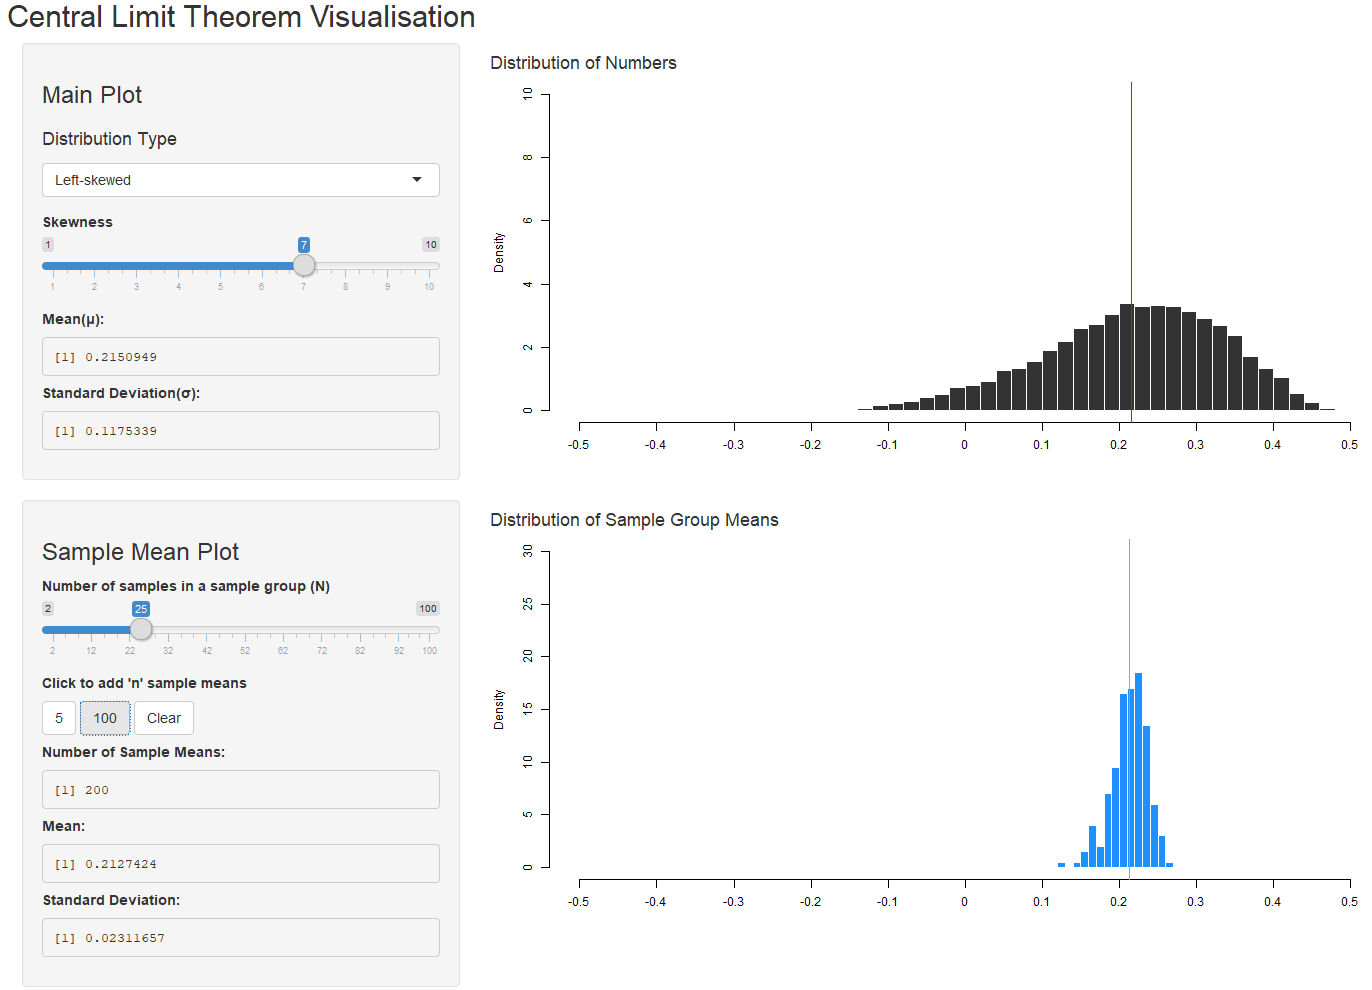 Central Limit Theorem Visualisation
Main Plot
Distribution Type
Left-skewed
Skewness
1 7 10
1 2 3 4 5 6 7 8 9 10
Mean(μ):
[1] 0.2150949
Standard Deviation(σ):
[1] 0.1175339
Distribution of Numbers
Density
10
8
6
4
2
0
-0.5 -0.4 -0.3 -0.2 -0.1 0 0.1 0.2 0.3 0.4 0.5
Sample Mean Plot
Number of samples in a sample group (N)
2 25 100
2 12 22 32 42 52 62 72 82 92 100
Click to add 'n' sample means
5 100 Clear
Number of Sample Means:
[1] 200
Mean:
[1] 0.2127424
Standard Deviation:
[1] 0.02311657
Distribution of Sample Group Means
Density
30
25
20
15
10
5
0
-0.5 -0.4 -0.3 -0.2 -0.1 0 0.1 0.2 0.3 0.4 0.5